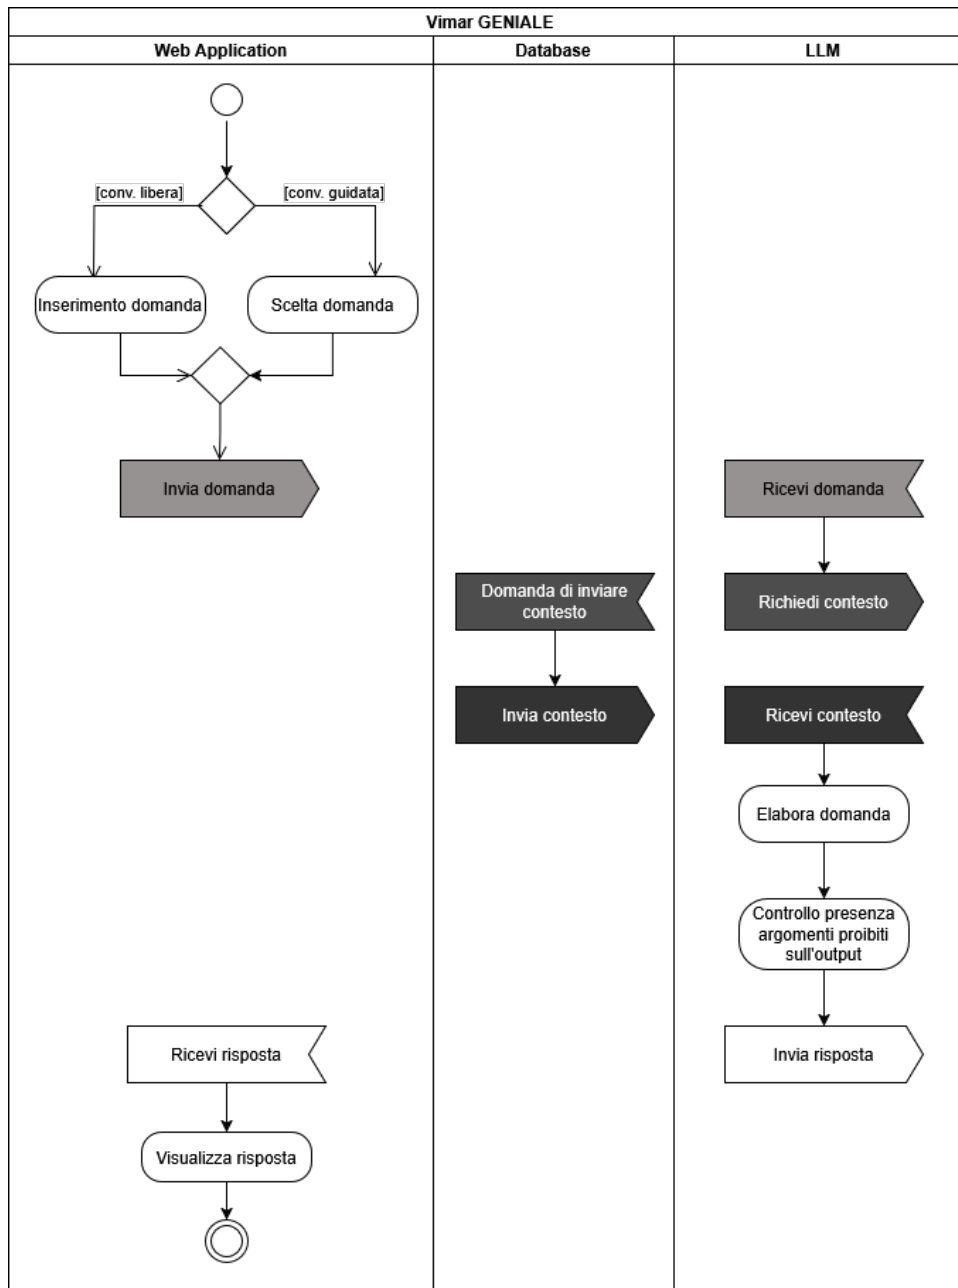 Vimar GENIALE
Web Application
Database
LLM
[conv. libera]
[conv. guidata]
Inserimento domanda
Scelta domanda
Invia domanda
Ricevi domanda
Domanda di inviare
contesto
Richiedi contesto
Invia contesto
Ricevi contesto
Elabora domanda
Controllo presenza
argomenti proibiti
sull'output
Ricevi risposta
Invia risposta
Visualizza risposta